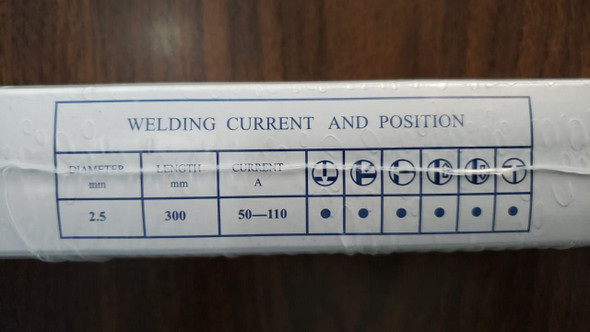 WELDING CURRENT AND POSITION
DIAMETER LENGTH CURRENT
mm mm A
2.5 300 50—110